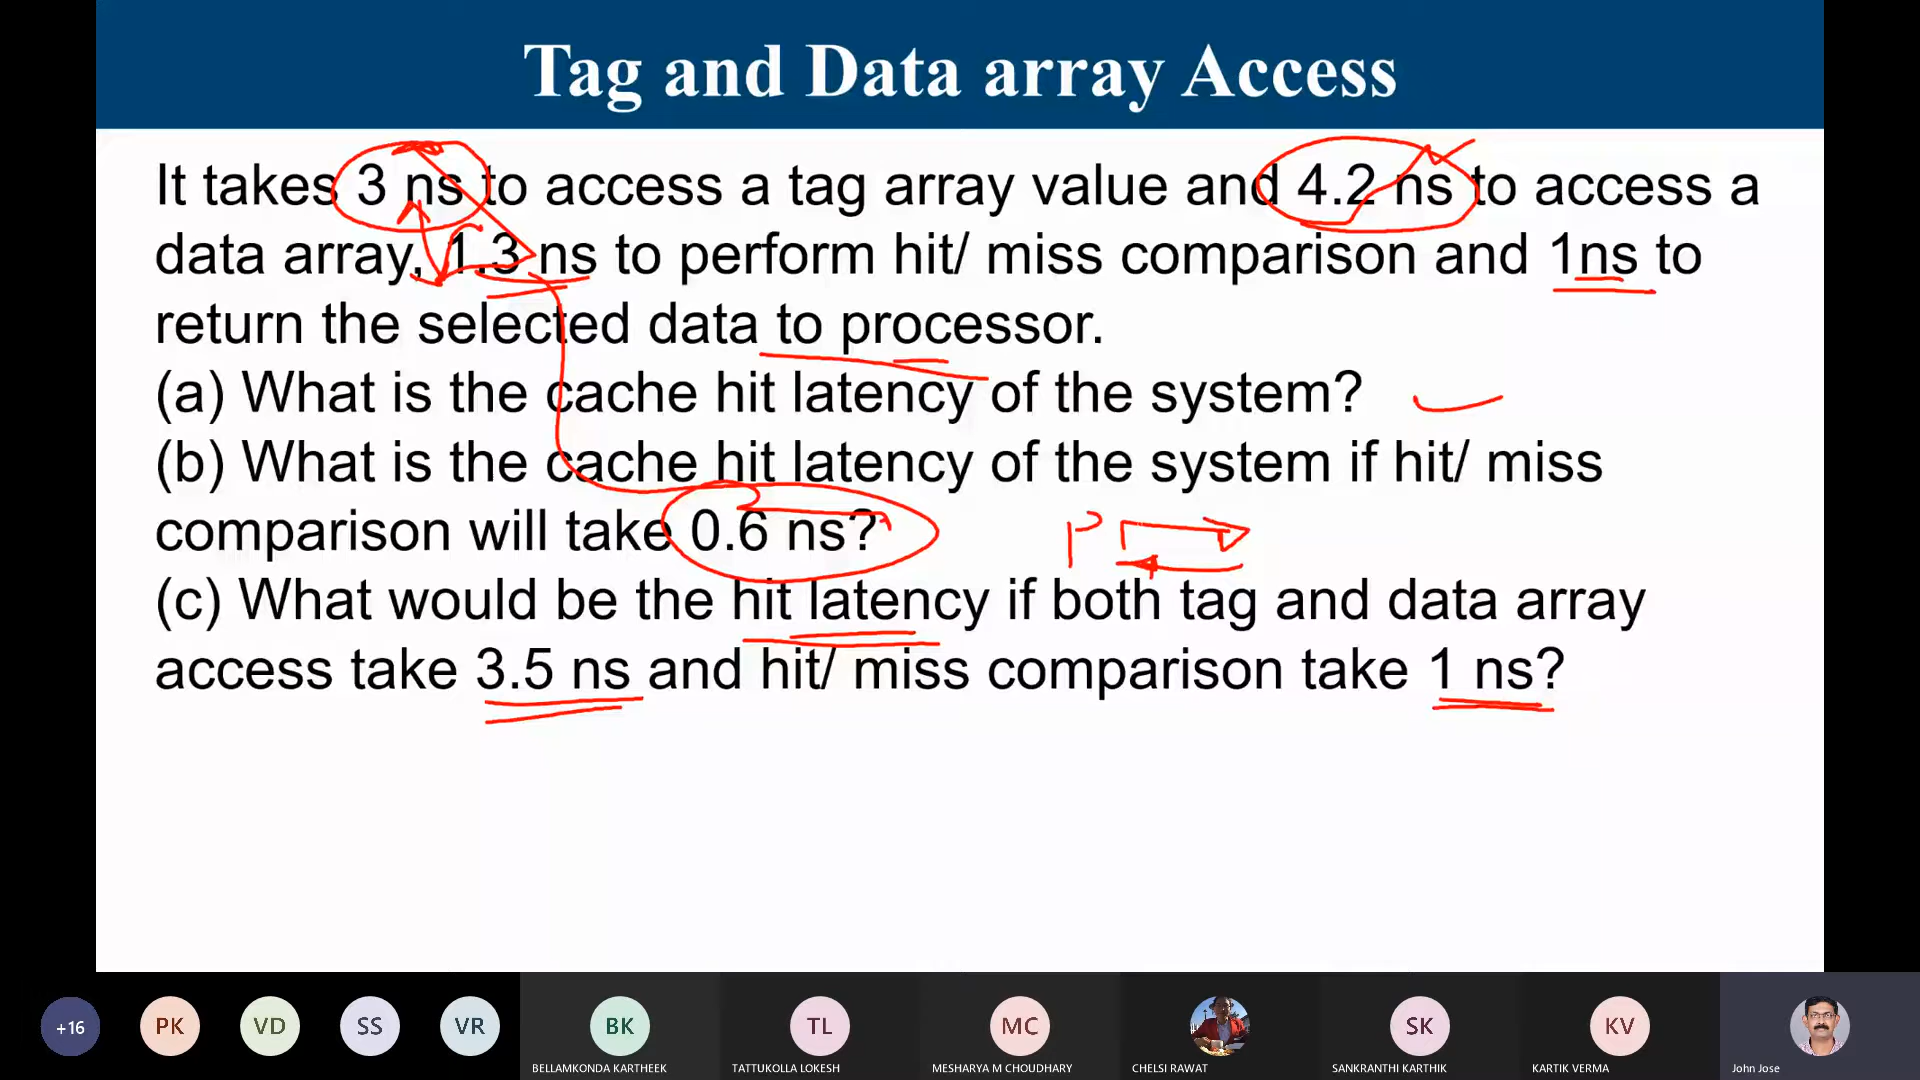 Tag and Data array Access
It takes 3 ns to access a tag array value and 4.2 ns to access a
data array, 1.3 ns to perform hit/ miss comparison and 1ns to
return the selected data to processor.
(a) What is the cache hit latency of the system?
(b) What is the cache hit latency of the system if hit/ miss
comparison will take 0.6 ns?
P
(c) What would be the hit latency if both tag and data array
access take 3.5 ns and hit/ miss comparison take 1 ns?
+16 PK VD SS VR BK TL MC SK KV
BELLAMKONDA KARTHEEK TATTUKOLLA LOKESH MESHARYA M CHOUDHARY CHELSI RAWAT SANKRANTHI KARTHIK KARTIK VERMA John Jose